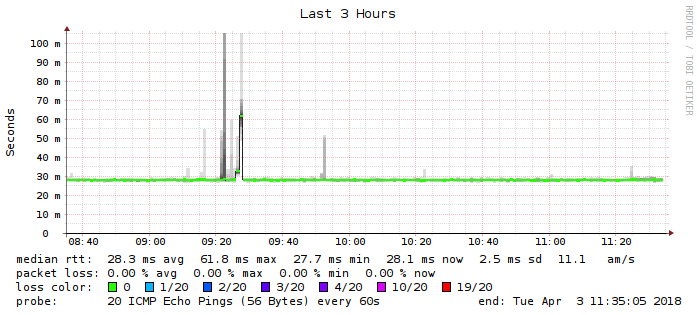 Last 3 Hours
RRDTOOL / TOBI OETIKER
Seconds
100 m
90 m
80 m
70 m
60 m
50 m
40 m
30 m
20 m
10 m
0
08:40 09:00 09:20 09:40 10:00 10:20 10:40 11:00 11:20
median rtt: 28.3 ms avg 61.8 ms max 27.7 ms min 28.1 ms now 2.5 ms sd 11.1 am/s
packet loss: 0.00 % avg 0.00 % max 0.00 % min 0.00 % now
loss color: 0 1/20 2/20 3/20 4/20 10/20 19/20
probe: 20 ICMP Echo Pings (56 Bytes) every 60s end: Tue Apr 3 11:35:05 2018